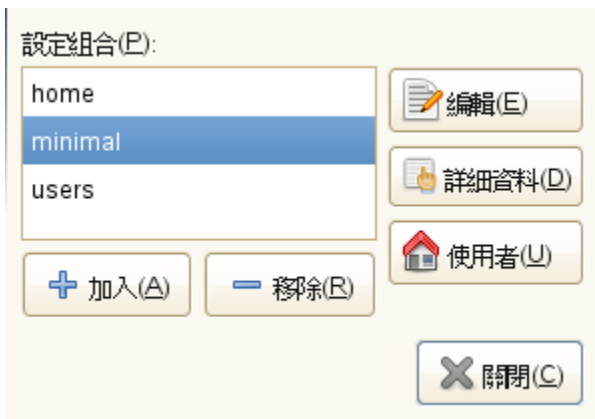 設定組合(P):
home
minimal
users
編輯(E)
詳細資料(D)
使用者(U)
加入(A)
移除(R)
關閉(C)